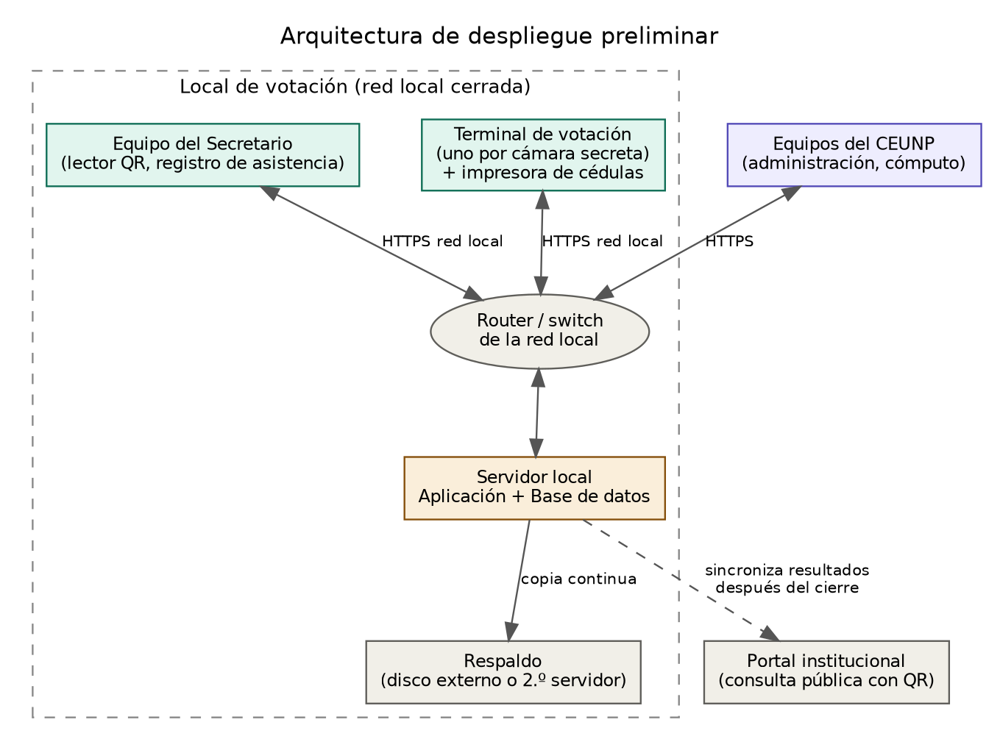 Arquitectura de despliegue preliminar
Local de votación (red local cerrada)
Equipo del Secretario
(lector QR, registro de asistencia)
Terminal de votación
(uno por cámara secreta)
+ impresora de cédulas
Equipos del CEUNP
(administración, cómputo)
HTTPS red local
HTTPS red local
HTTPS
Router / switch
de la red local
Servidor local
Aplicación + Base de datos
copia continua
sincroniza resultados
después del cierre
Respaldo
(disco externo o 2.º servidor)
Portal institucional
(consulta pública con QR)